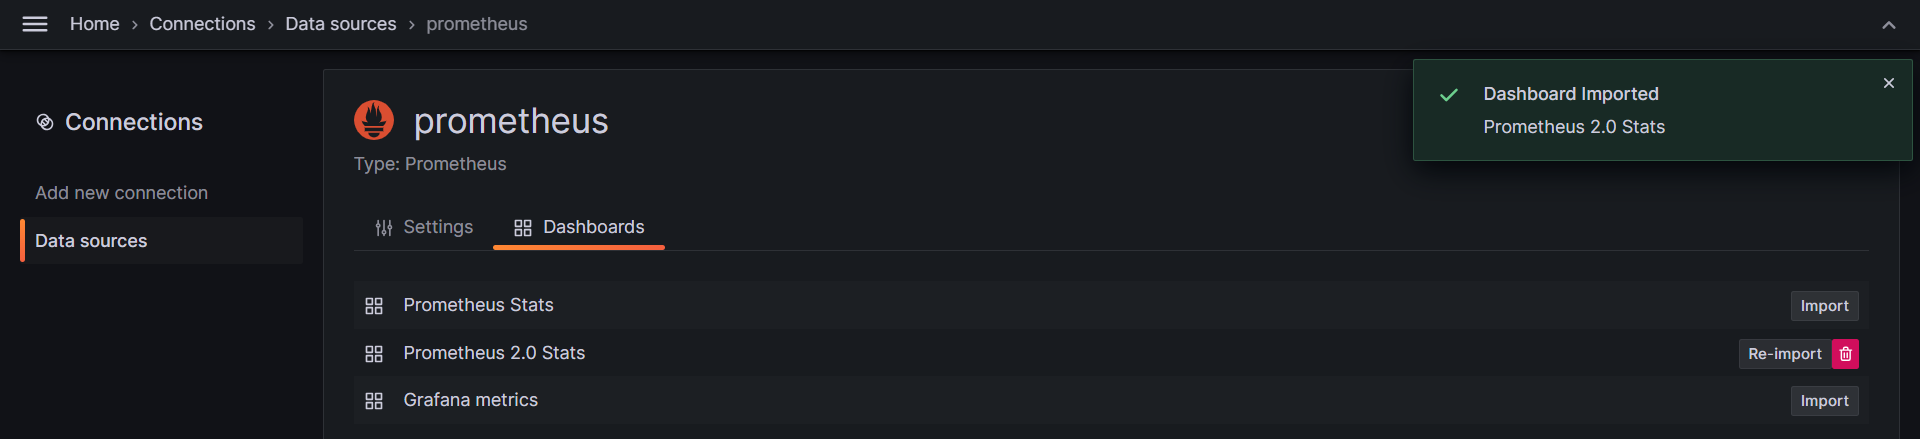 Home › Connections › Data sources › prometheus
Dashboard Imported
Prometheus 2.0 Stats
Connections
Add new connection
Data sources
prometheus
Type: Prometheus
Settings Dashboards
Prometheus Stats Import
Prometheus 2.0 Stats Re-import
Grafana metrics Import